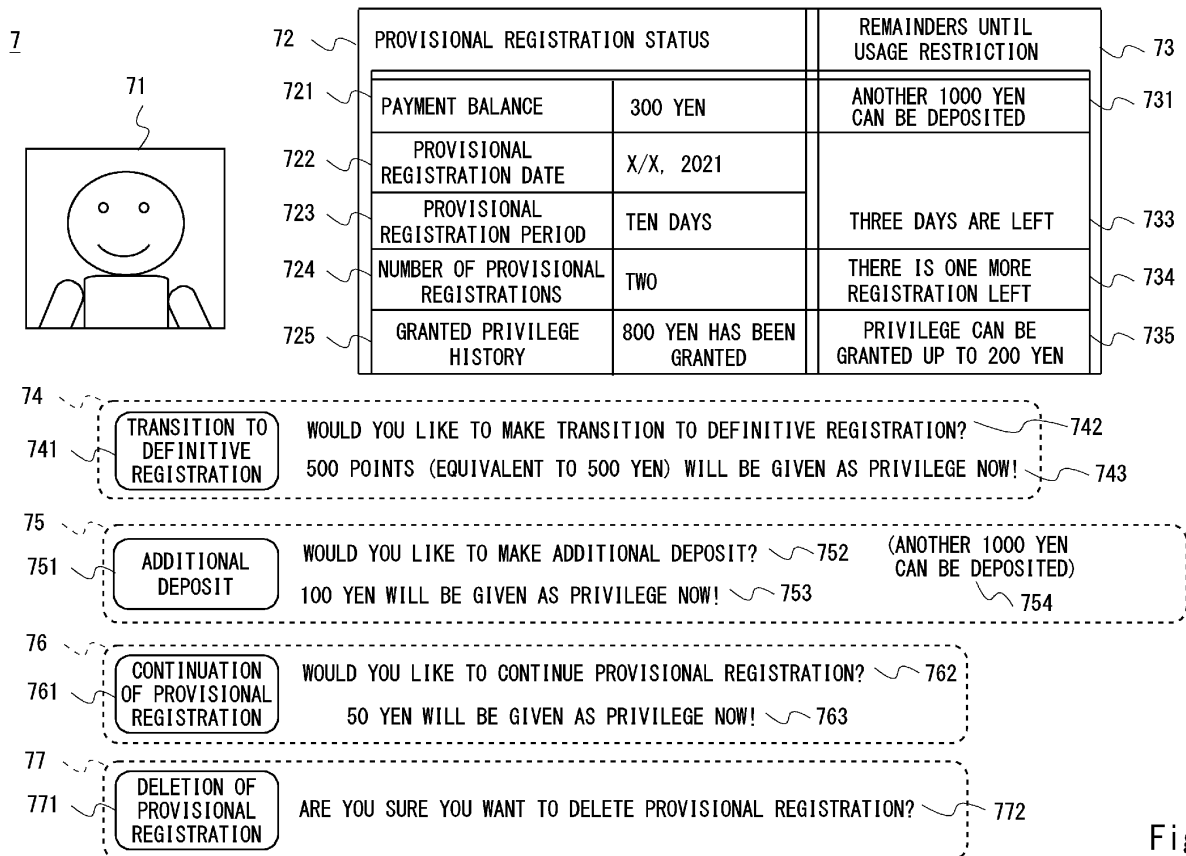 7
71
72
PROVISIONAL REGISTRATION STATUS
REMAINDERS UNTIL
USAGE RESTRICTION
73
721
PAYMENT BALANCE
300 YEN
ANOTHER 1000 YEN
CAN BE DEPOSITED
731
722
PROVISIONAL
REGISTRATION DATE
X/X, 2021
723
PROVISIONAL
REGISTRATION PERIOD
TEN DAYS
THREE DAYS ARE LEFT
733
724
NUMBER OF PROVISIONAL
REGISTRATIONS
TWO
THERE IS ONE MORE
REGISTRATION LEFT
734
725
GRANTED PRIVILEGE
HISTORY
800 YEN HAS BEEN
GRANTED
PRIVILEGE CAN BE
GRANTED UP TO 200 YEN
735
74
741
TRANSITION TO
DEFINITIVE
REGISTRATION
WOULD YOU LIKE TO MAKE TRANSITION TO DEFINITIVE REGISTRATION?
742
500 POINTS (EQUIVALENT TO 500 YEN) WILL BE GIVEN AS PRIVILEGE NOW!
743
75
751
ADDITIONAL
DEPOSIT
WOULD YOU LIKE TO MAKE ADDITIONAL DEPOSIT?
752
(ANOTHER 1000 YEN
CAN BE DEPOSITED)
754
100 YEN WILL BE GIVEN AS PRIVILEGE NOW!
753
76
761
CONTINUATION
OF PROVISIONAL
REGISTRATION
WOULD YOU LIKE TO CONTINUE PROVISIONAL REGISTRATION?
762
50 YEN WILL BE GIVEN AS PRIVILEGE NOW!
763
77
771
DELETION OF
PROVISIONAL
REGISTRATION
ARE YOU SURE YOU WANT TO DELETE PROVISIONAL REGISTRATION?
772